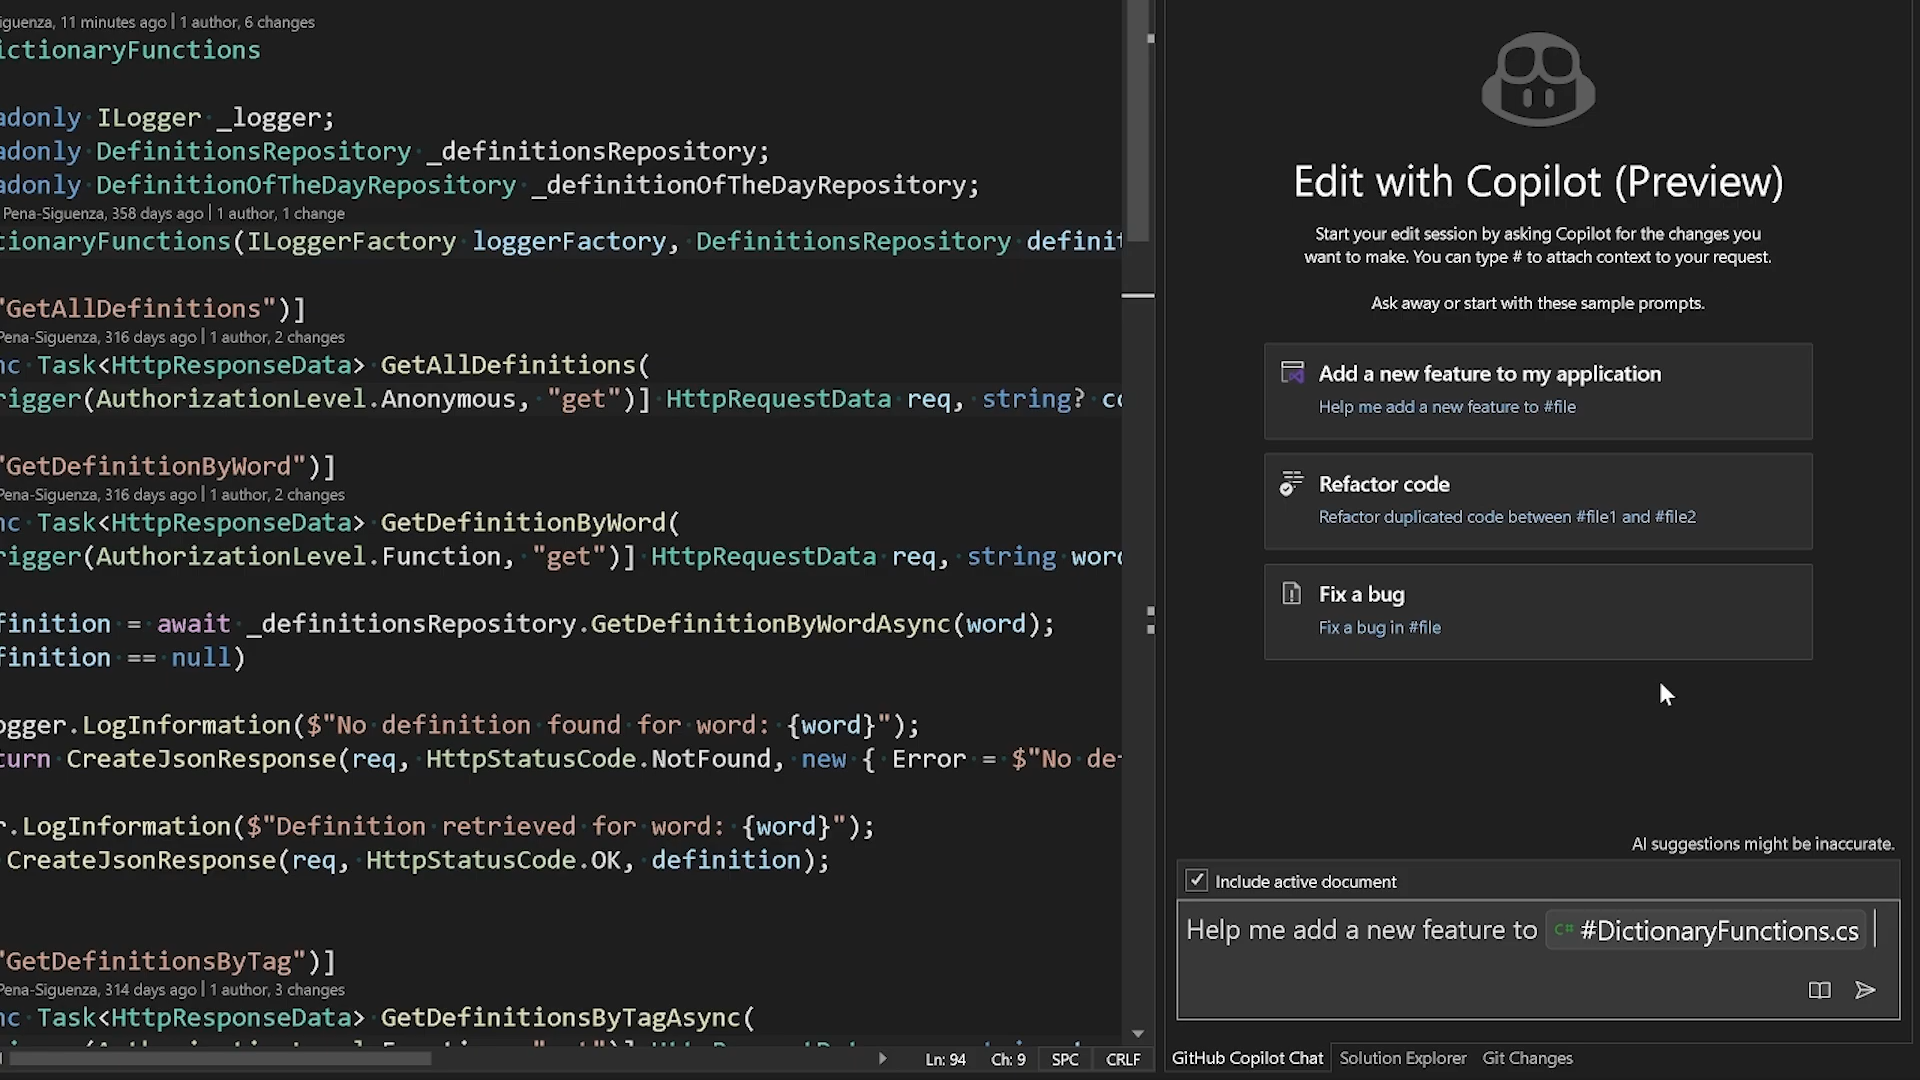 iguenza, 11 minutes ago | 1 author, 6 changes
ictionaryFunctions
adonly ILogger _logger;
adonly DefinitionsRepository _definitionsRepository;
adonly DefinitionOfTheDayRepository _definitionOfTheDayRepository;
Pena-Siguenza, 358 days ago | 1 author, 1 change
tionaryFunctions(ILoggerFactory loggerFactory, DefinitionsRepository definit
"GetAllDefinitions")]
Pena-Siguenza, 316 days ago | 1 author, 2 changes
nc Task<HttpResponseData> GetAllDefinitions(
rigger(AuthorizationLevel.Anonymous, "get")] HttpRequestData req, string? co
"GetDefinitionByWord")]
Pena-Siguenza, 316 days ago | 1 author, 2 changes
nc Task<HttpResponseData> GetDefinitionByWord(
rigger(AuthorizationLevel.Function, "get")] HttpRequestData req, string word
finition = await _definitionsRepository.GetDefinitionByWordAsync(word);
finition == null)
ogger.LogInformation($"No definition found for word: {word}");
turn CreateJsonResponse(req, HttpStatusCode.NotFound, new { Error = $"No def
r.LogInformation($"Definition retrieved for word: {word}");
CreateJsonResponse(req, HttpStatusCode.OK, definition);
"GetDefinitionsByTag")]
Pena-Siguenza, 314 days ago | 1 author, 3 changes
nc Task<HttpResponseData> GetDefinitionsByTagAsync(
Ln: 94 Ch: 9 SPC CRLF
Edit with Copilot (Preview)
Start your edit session by asking Copilot for the changes you
want to make. You can type # to attach context to your request.
Ask away or start with these sample prompts.
Add a new feature to my application
Help me add a new feature to #file
Refactor code
Refactor duplicated code between #file1 and #file2
Fix a bug
Fix a bug in #file
AI suggestions might be inaccurate.
Include active document
Help me add a new feature to C# #DictionaryFunctions.cs
GitHub Copilot Chat Solution Explorer Git Changes